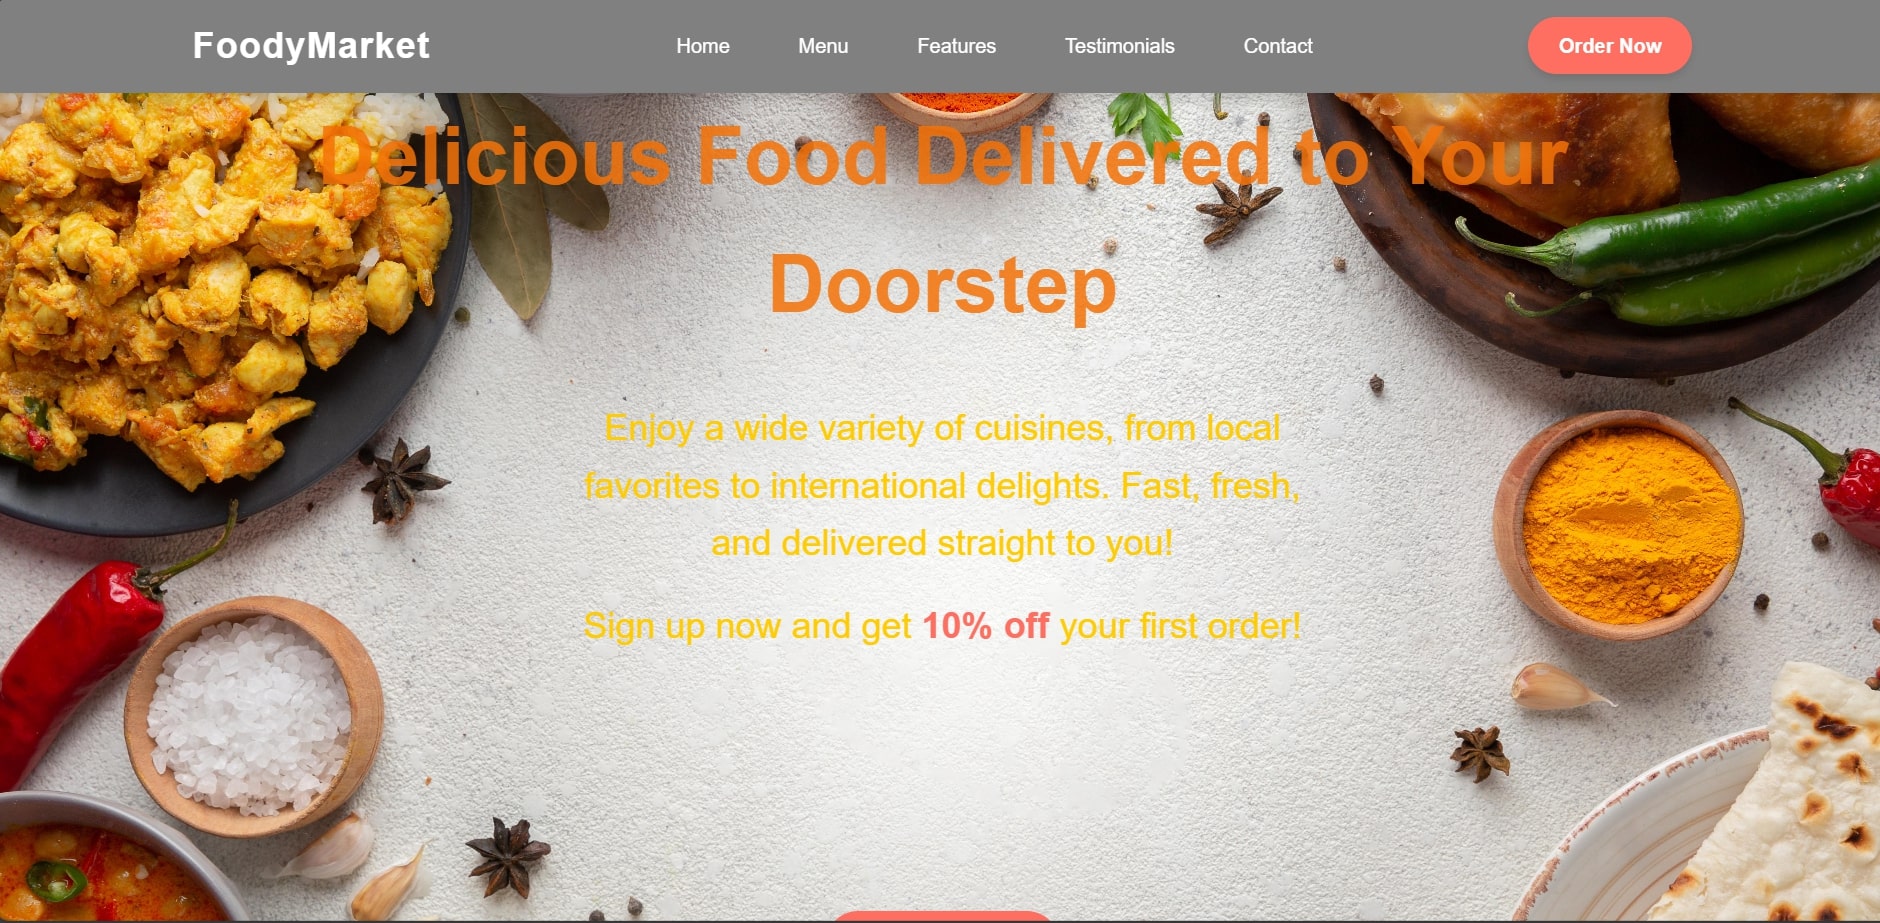 FoodyMarket
Home Menu Features Testimonials Contact
Order Now
Delicious Food Delivered to Your
Doorstep
Enjoy a wide variety of cuisines, from local
favorites to international delights. Fast, fresh,
and delivered straight to you!
Sign up now and get 10% off your first order!